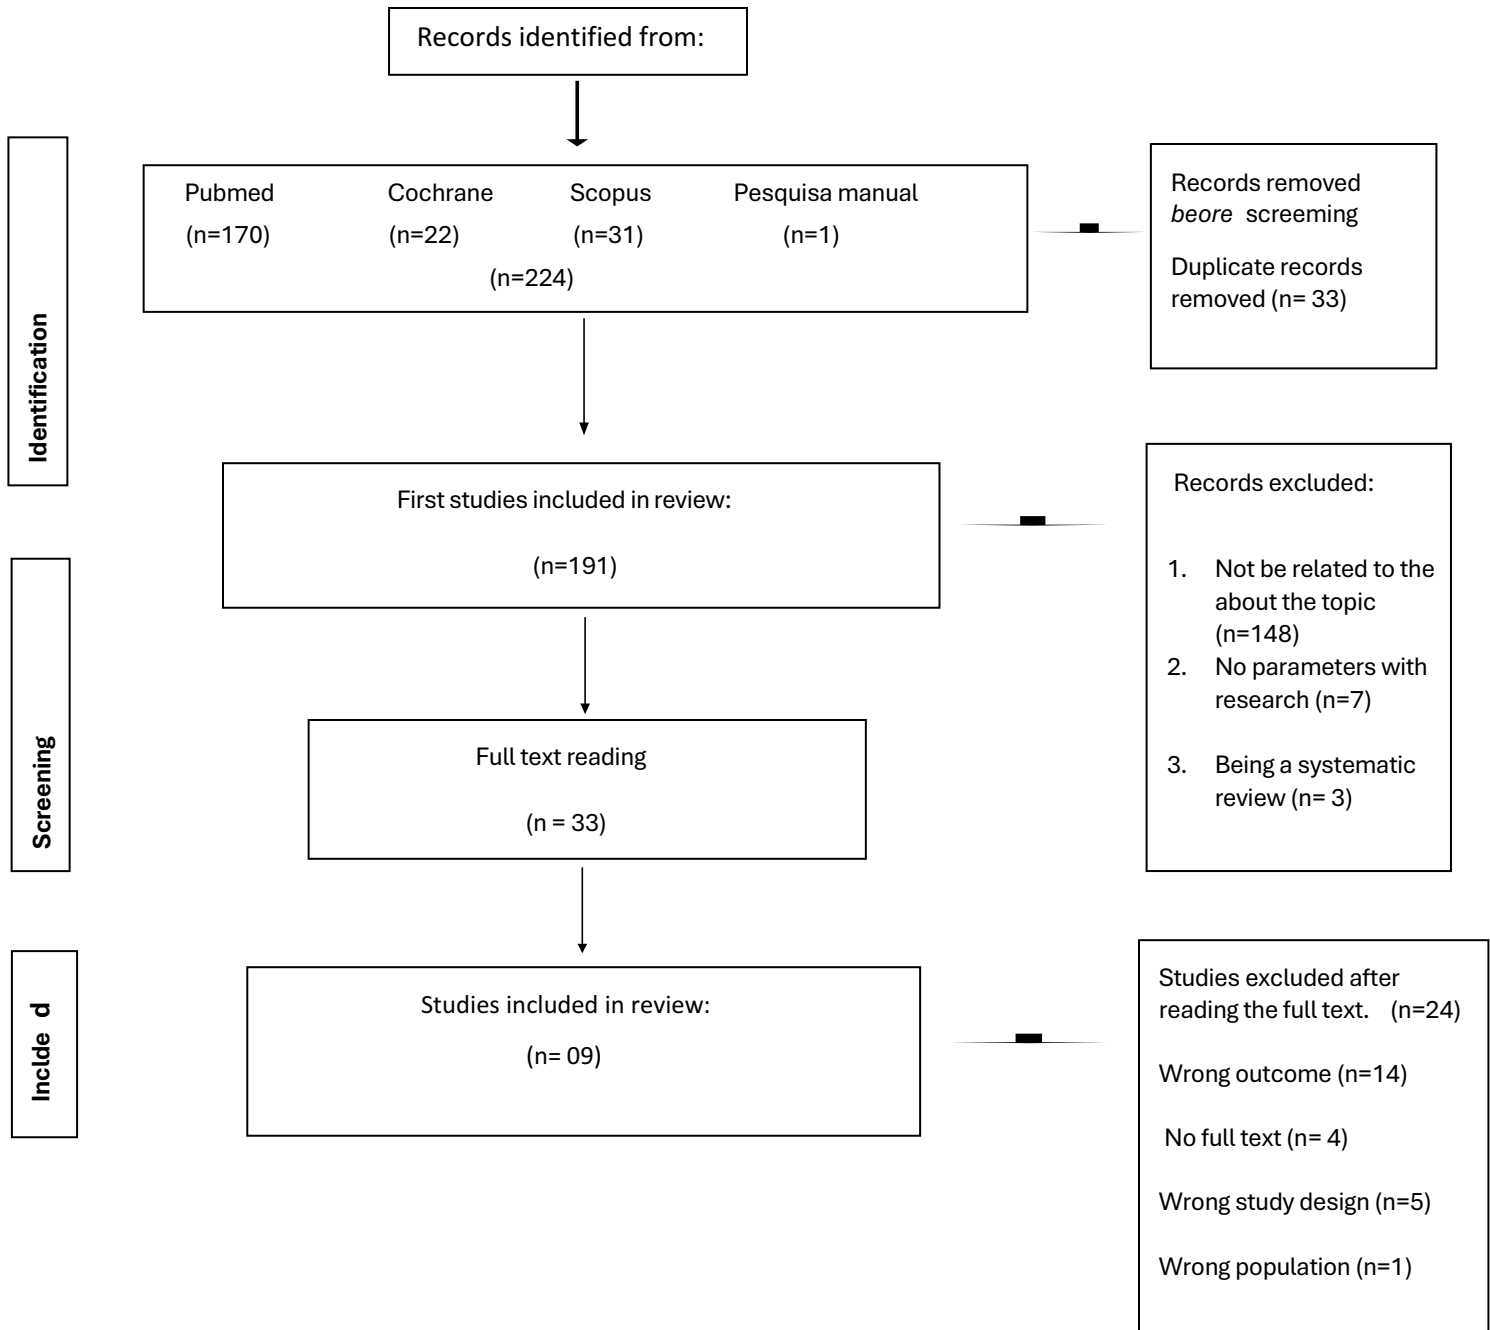 Records identified from:
Identification
Pubmed Cochrane Scopus Pesquisa manual
(n=170) (n=22) (n=31) (n=1)
(n=224)
Records removed
beore screeming
Duplicate records
removed (n= 33)
First studies included in review:
(n=191)
Records excluded:
1. Not be related to the
about the topic
(n=148)
2. No parameters with
research (n=7)
3. Being a systematic
review (n= 3)
Screening
Full text reading
(n = 33)
Inclde d
Studies included in review:
(n= 09)
Studies excluded after
reading the full text. (n=24)
Wrong outcome (n=14)
No full text (n= 4)
Wrong study design (n=5)
Wrong population (n=1)